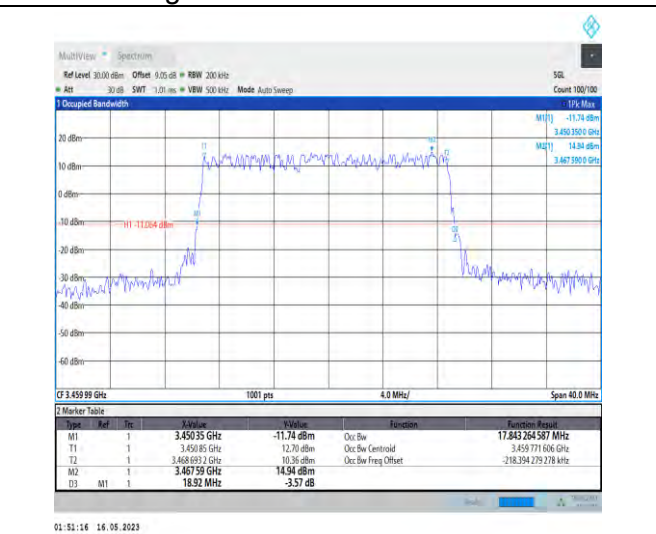 MultiView Spectrum
Ref Level 30.00 dBm Offset 9.05 dB RBW 200 kHz SGL
Att 30 dB SWT 1.01 ms VBW 500 kHz Mode Auto Sweep Count 100/100
1 Occupied Bandwidth 1Pk Max
M1[1] -11.74 dBm
3.450 350 0 GHz
20 dBm M2[1] 14.94 dBm
3.467 590 0 GHz
T1
T2
10 dBm
0 dBm
M1
-10 dBm
H1 -11.064 dBm
-20 dBm
-30 dBm
-40 dBm
-50 dBm
-60 dBm
CF 3.459 99 GHz 1001 pts 4.0 MHz/ Span 40.0 MHz
2 Marker Table
Type Ref Trc X-Value Y-Value Function Function Result
M1 1 3.45035 GHz -11.74 dBm Occ Bw 17.843 264 587 MHz
T1 1 3.450 85 GHz 12.70 dBm Occ Bw Centroid 3.459 771 606 GHz
T2 1 3.468 693 2 GHz 10.36 dBm Occ Bw Freq Offset -218.394 279 278 kHz
M2 1 3.467 59 GHz 14.94 dBm
D3 M1 1 18.92 MHz -3.57 dB
01:51:16 16.05.2023